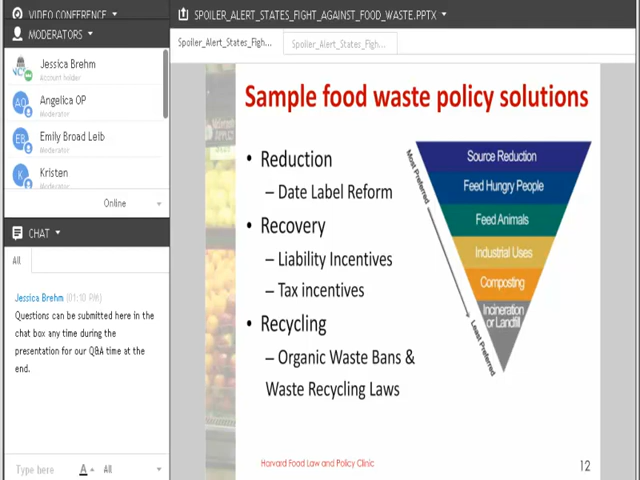 VIDEO CONFERENCE
MODERATORS
Jessica Brehm
Account holder
AO
Angelica OP
Moderator
EB
Emily Broad Leib
Moderator
K
Kristen
Moderator
Online
CHAT
All
Jessica Brehm (01:10 PM)
Questions can be submitted here in the
chat box any time during the
presentation for our Q&A time at the
end.
Type here
A
All
SPOILER_ALERT_STATES_FIGHT_AGAINST_FOOD_WASTE.PPTX
Spoiler_Alert_States_Figh...
Spoiler_Alert_States_Figh...
Sample food waste policy solutions
• Reduction
– Date Label Reform
• Recovery
– Liability Incentives
– Tax incentives
• Recycling
– Organic Waste Bans &
Waste Recycling Laws
Most Preferred
Source Reduction
Feed Hungry People
Feed Animals
Industrial Uses
Composting
Incineration
or Landfill
Least Preferred
Harvard Food Law and Policy Clinic
12